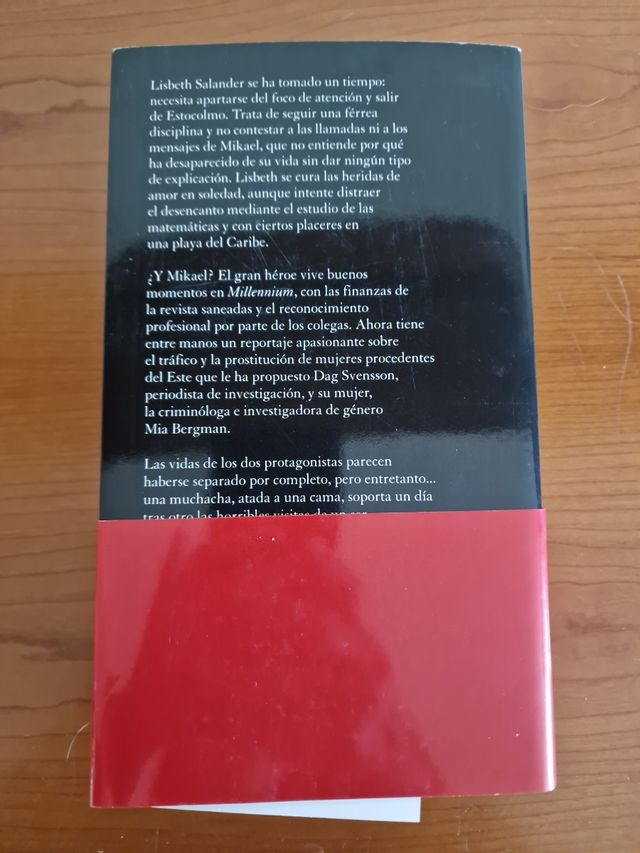 Lisbeth Salander se ha tomado un tiempo:
necesita apartarse del foco de atención y salir
de Estocolmo. Trata de seguir una férrea
disciplina y no contestar a las llamadas ni a los
mensajes de Mikael, que no entiende por qué
ha desaparecido de su vida sin dar ningún tipo
de explicación. Lisbeth se cura las heridas de
amor en soledad, aunque intente distraer
el desencanto mediante el estudio de las
matemáticas y con ciertos placeres en
una playa del Caribe.
¿Y Mikael? El gran héroe vive buenos
momentos en Millennium, con las finanzas de
la revista saneadas y el reconocimiento
profesional por parte de los colegas. Ahora tiene
entre manos un reportaje apasionante sobre
el tráfico y la prostitución de mujeres procedentes
del Este que le ha propuesto Dag Svensson,
periodista de investigación, y su mujer,
la criminóloga e investigadora de género
Mia Bergman.
Las vidas de los dos protagonistas parecen
haberse separado por completo, pero entretanto...
una muchacha, atada a una cama, soporta un día
tras otro las horribles visitas de un ser